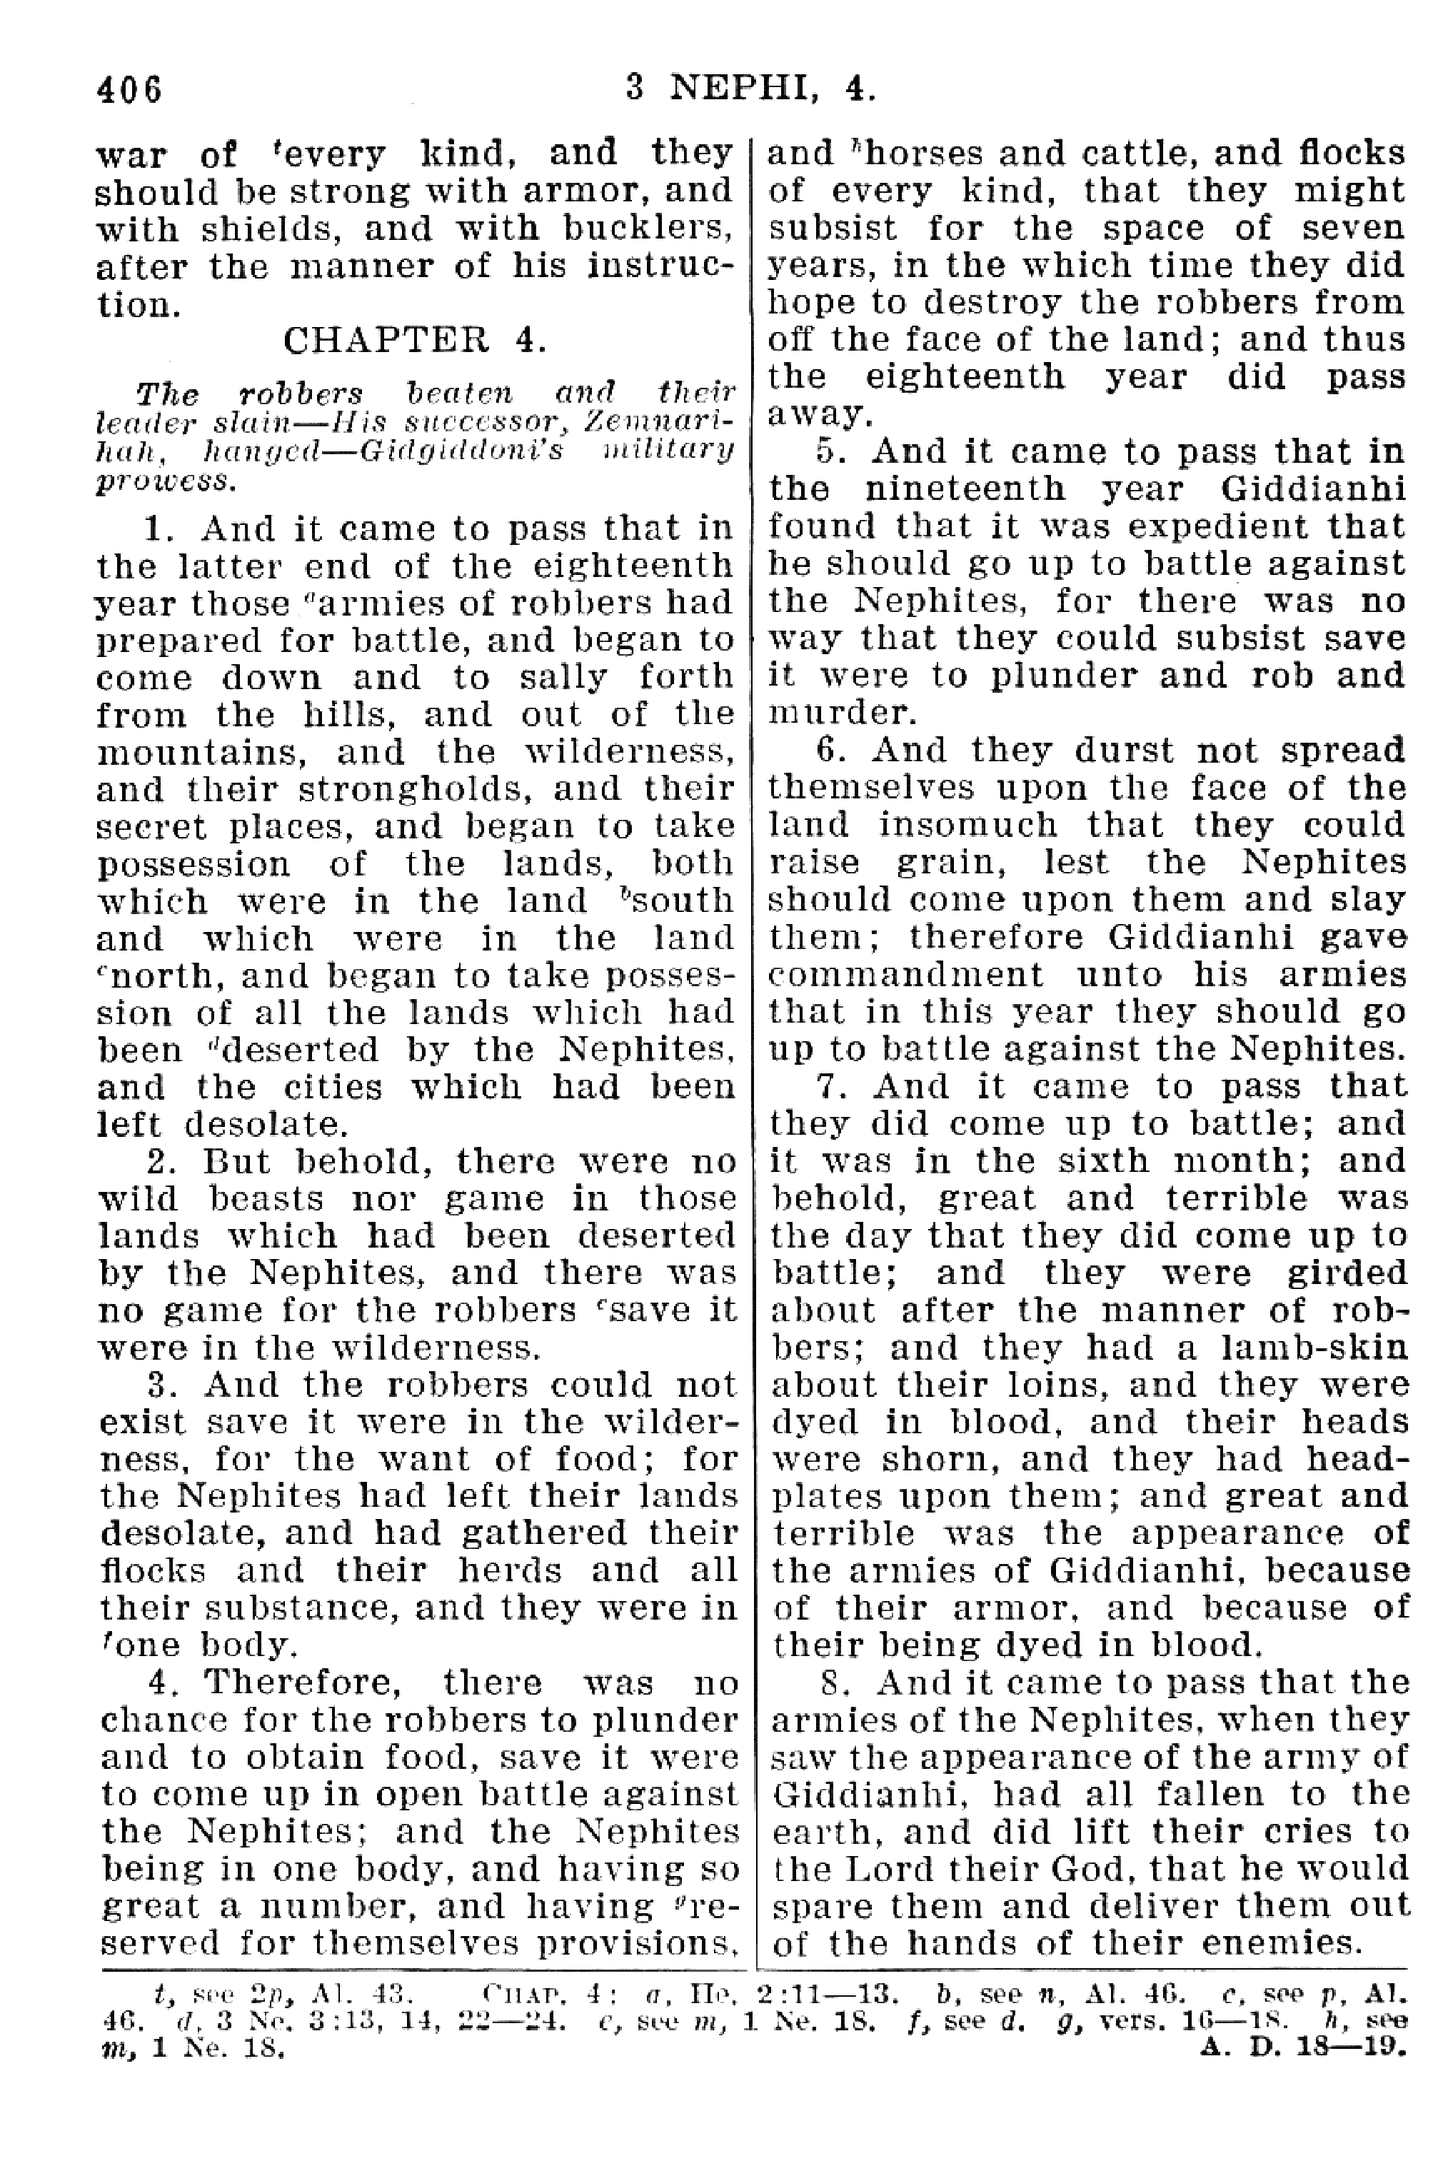 406
3 NEPHI, 4.
war of ᵗevery kind, and they
should be strong with armor, and
with shields, and with bucklers,
after the manner of his instruc-
tion.
CHAPTER 4.
The robbers beaten and their
leader slain—His successor, Zemnari-
hah, hanged—Gidgiddoni's military
prowess.
1. And it came to pass that in
the latter end of the eighteenth
year those ᵃarmies of robbers had
prepared for battle, and began to
come down and to sally forth
from the hills, and out of the
mountains, and the wilderness,
and their strongholds, and their
secret places, and began to take
possession of the lands, both
which were in the land ᵇsouth
and which were in the land
ᶜnorth, and began to take posses-
sion of all the lands which had
been ᵈdeserted by the Nephites,
and the cities which had been
left desolate.
2. But behold, there were no
wild beasts nor game in those
lands which had been deserted
by the Nephites, and there was
no game for the robbers ᵉsave it
were in the wilderness.
3. And the robbers could not
exist save it were in the wilder-
ness, for the want of food; for
the Nephites had left their lands
desolate, and had gathered their
flocks and their herds and all
their substance, and they were in
ᶠone body.
4. Therefore, there was no
chance for the robbers to plunder
and to obtain food, save it were
to come up in open battle against
the Nephites; and the Nephites
being in one body, and having so
great a number, and having ᵍre-
served for themselves provisions,
and ʰhorses and cattle, and flocks
of every kind, that they might
subsist for the space of seven
years, in the which time they did
hope to destroy the robbers from
off the face of the land; and thus
the eighteenth year did pass
away.
5. And it came to pass that in
the nineteenth year Giddianhi
found that it was expedient that
he should go up to battle against
the Nephites, for there was no
way that they could subsist save
it were to plunder and rob and
murder.
6. And they durst not spread
themselves upon the face of the
land insomuch that they could
raise grain, lest the Nephites
should come upon them and slay
them; therefore Giddianhi gave
commandment unto his armies
that in this year they should go
up to battle against the Nephites.
7. And it came to pass that
they did come up to battle; and
it was in the sixth month; and
behold, great and terrible was
the day that they did come up to
battle; and they were girded
about after the manner of rob-
bers; and they had a lamb-skin
about their loins, and they were
dyed in blood, and their heads
were shorn, and they had head-
plates upon them; and great and
terrible was the appearance of
the armies of Giddianhi, because
of their armor, and because of
their being dyed in blood.
8. And it came to pass that the
armies of the Nephites, when they
saw the appearance of the army of
Giddianhi, had all fallen to the
earth, and did lift their cries to
the Lord their God, that he would
spare them and deliver them out
of the hands of their enemies.
t, see 2p, Al. 43. CHAP. 4: a, He. 2:11—13. b, see n, Al. 46. c, see p, Al.
46. d, 3 Ne. 3:13, 14, 22—24. e, see m, 1 Ne. 18. f, see d. g, vers. 16—18. h, see
m, 1 Ne. 18. A. D. 18—19.